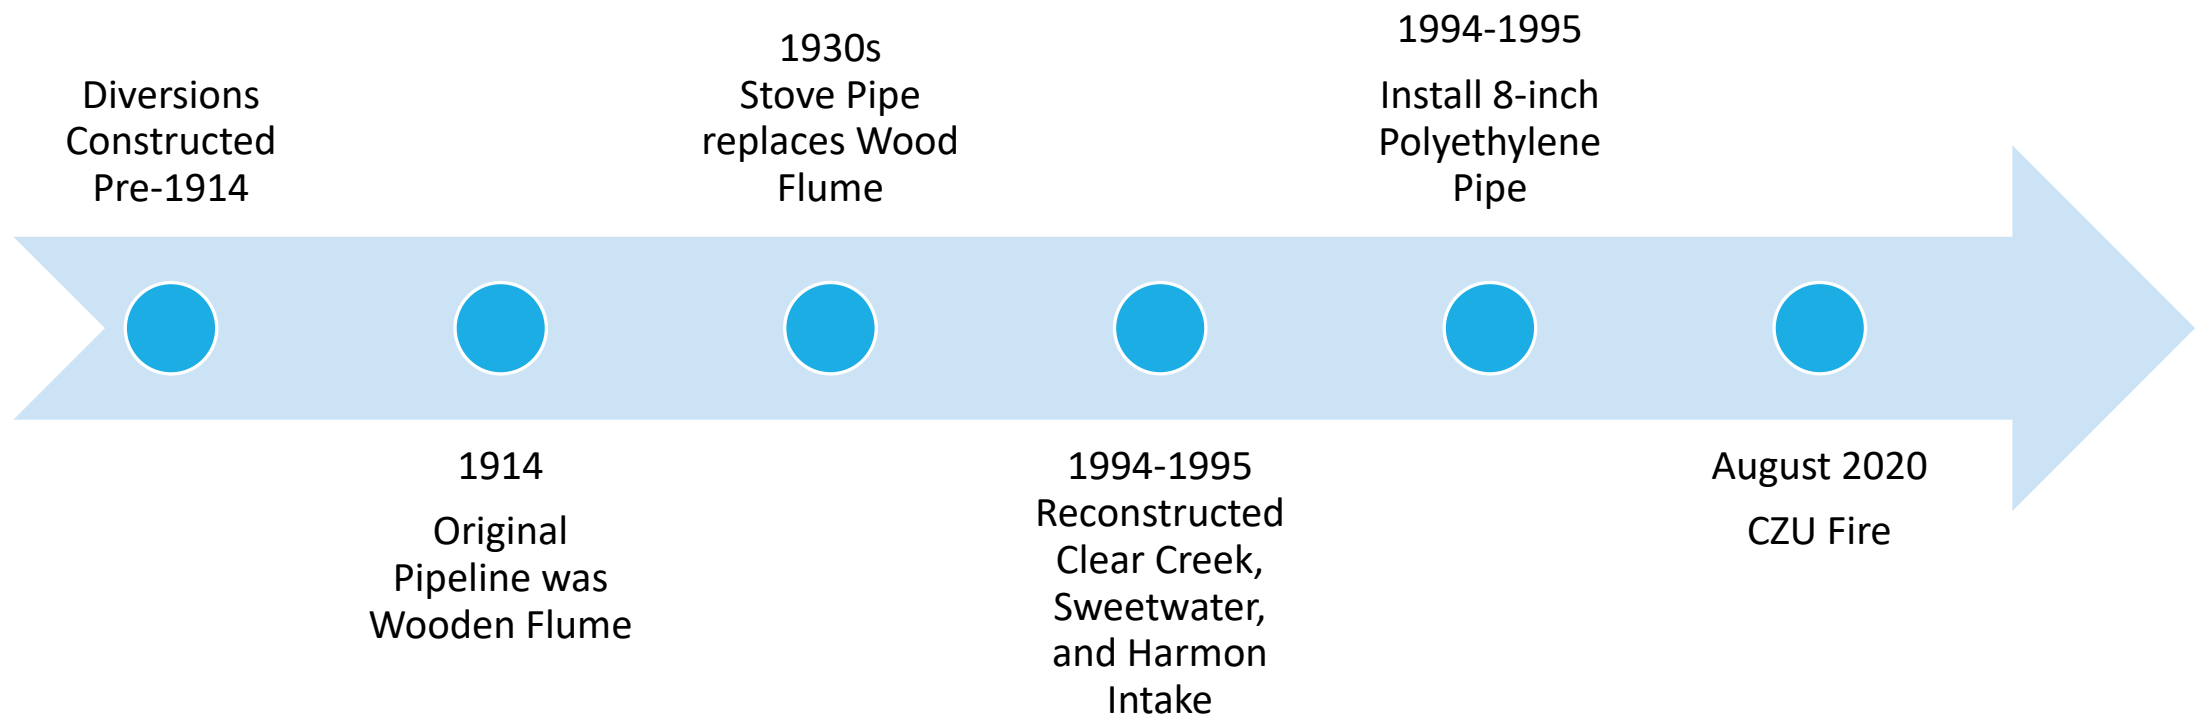 Diversions
Constructed
Pre-1914
1914
Original
Pipeline was
Wooden Flume
1930s
Stove Pipe
replaces Wood
Flume
1994-1995
Reconstructed
Clear Creek,
Sweetwater,
and Harmon
Intake
1994-1995
Install 8-inch
Polyethylene
Pipe
August 2020
CZU Fire